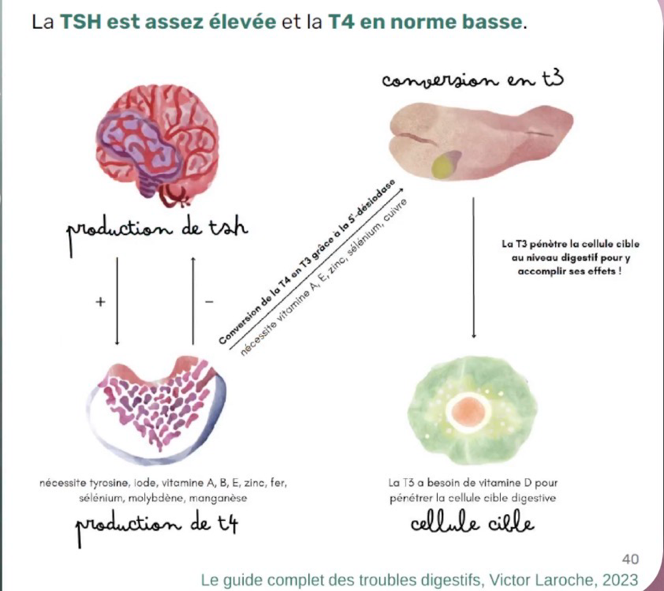 La TSH est assez élevée et la T4 en norme basse.
conversion en t3
production de tsh
Conversion de la T4 en T3 grâce à la 5'-désiodase
nécessite vitamine A, E, zinc, sélénium, cuivre
La T3 pénètre la cellule cible
au niveau digestif pour y
accomplir ses effets !
+
-
nécessite tyrosine, iode, vitamine A, B, E, zinc, fer,
sélénium, molybdène, manganèse
production de t4
La T3 a besoin de vitamine D pour
pénétrer la cellule cible digestive
cellule cible
40
Le guide complet des troubles digestifs, Victor Laroche, 2023